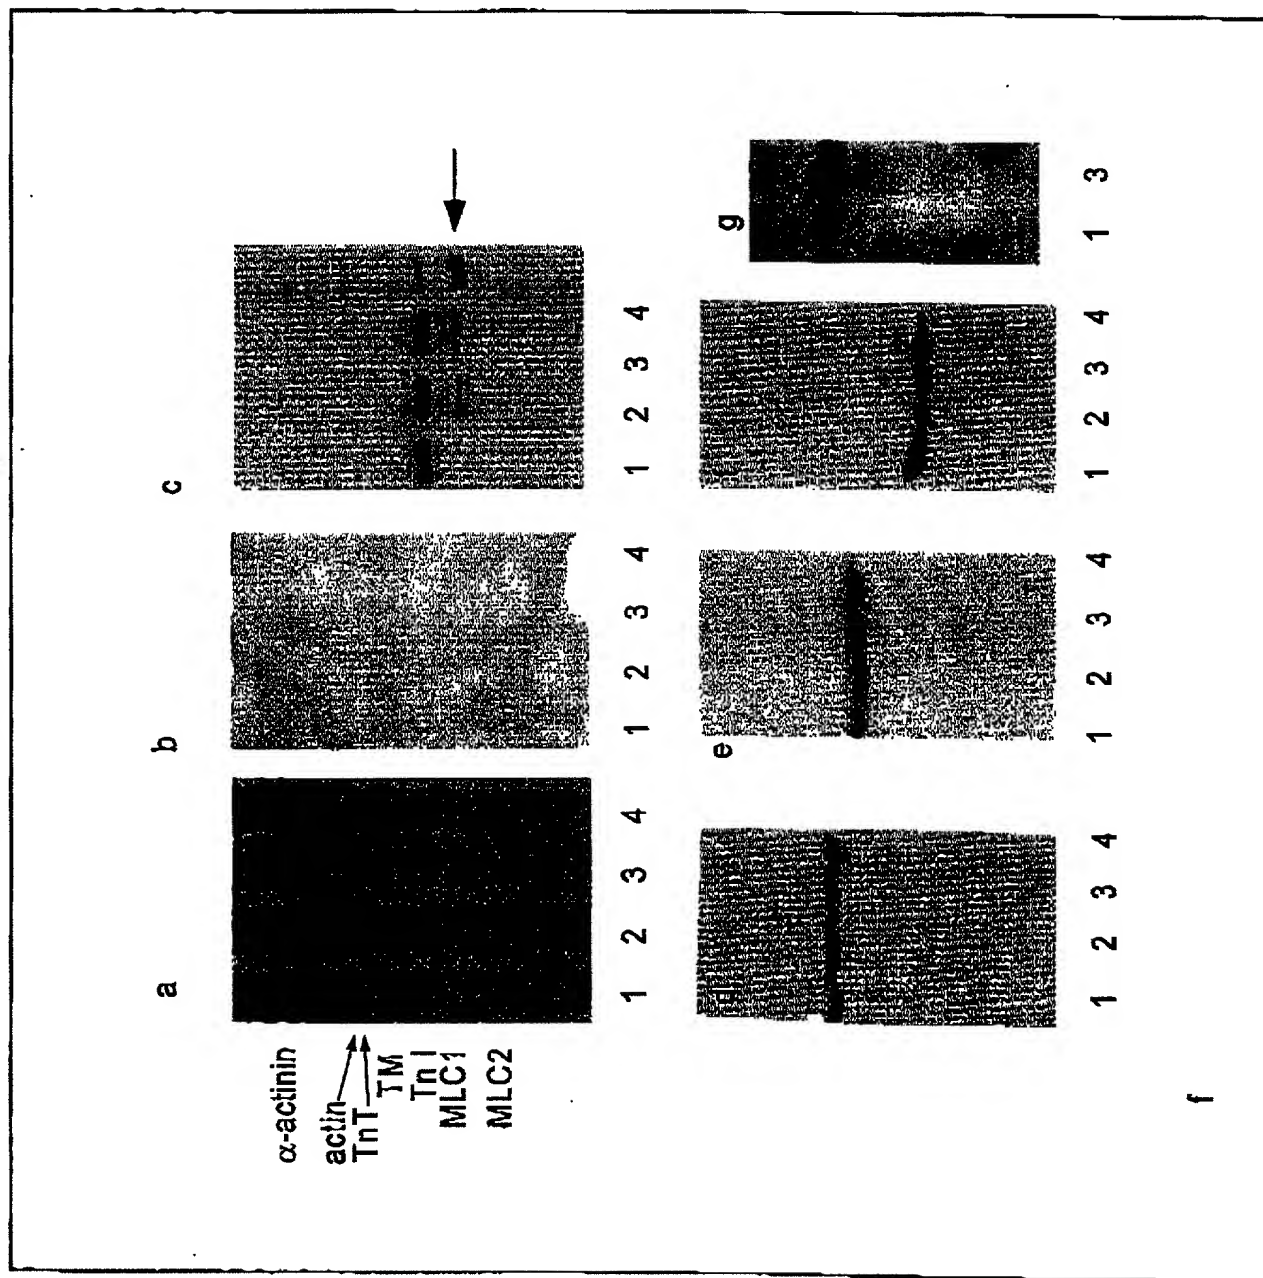 a b c
α-actinin
actin
TnT
TM
Tn I
MLC1
MLC2
1 2 3 4 1 2 3 4 1 2 3 4
e g
1 2 3 4 1 2 3 4 1 2 3 4 1 3
f